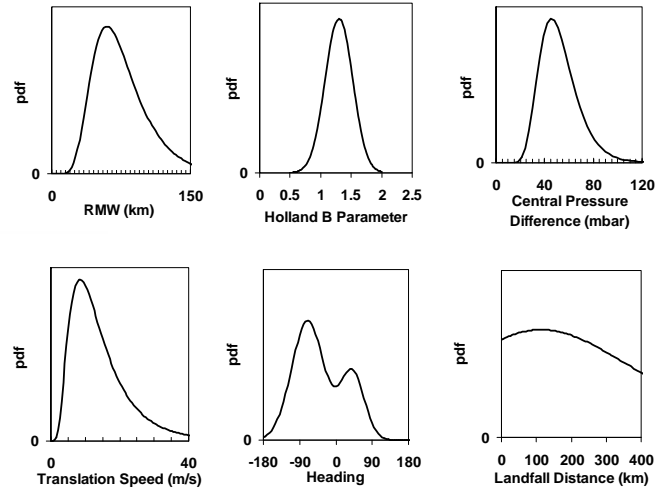 pdf
0
0
150
RMW (km)
pdf
0
0
0.5
1
1.5
2
2.5
Holland B Parameter
pdf
0
0
40
80
120
Central Pressure
Difference (mbar)
pdf
0
0
40
Translation Speed (m/s)
pdf
-180
-90
0
90
180
Heading
pdf
0
0
100
200
300
400
Landfall Distance (km)